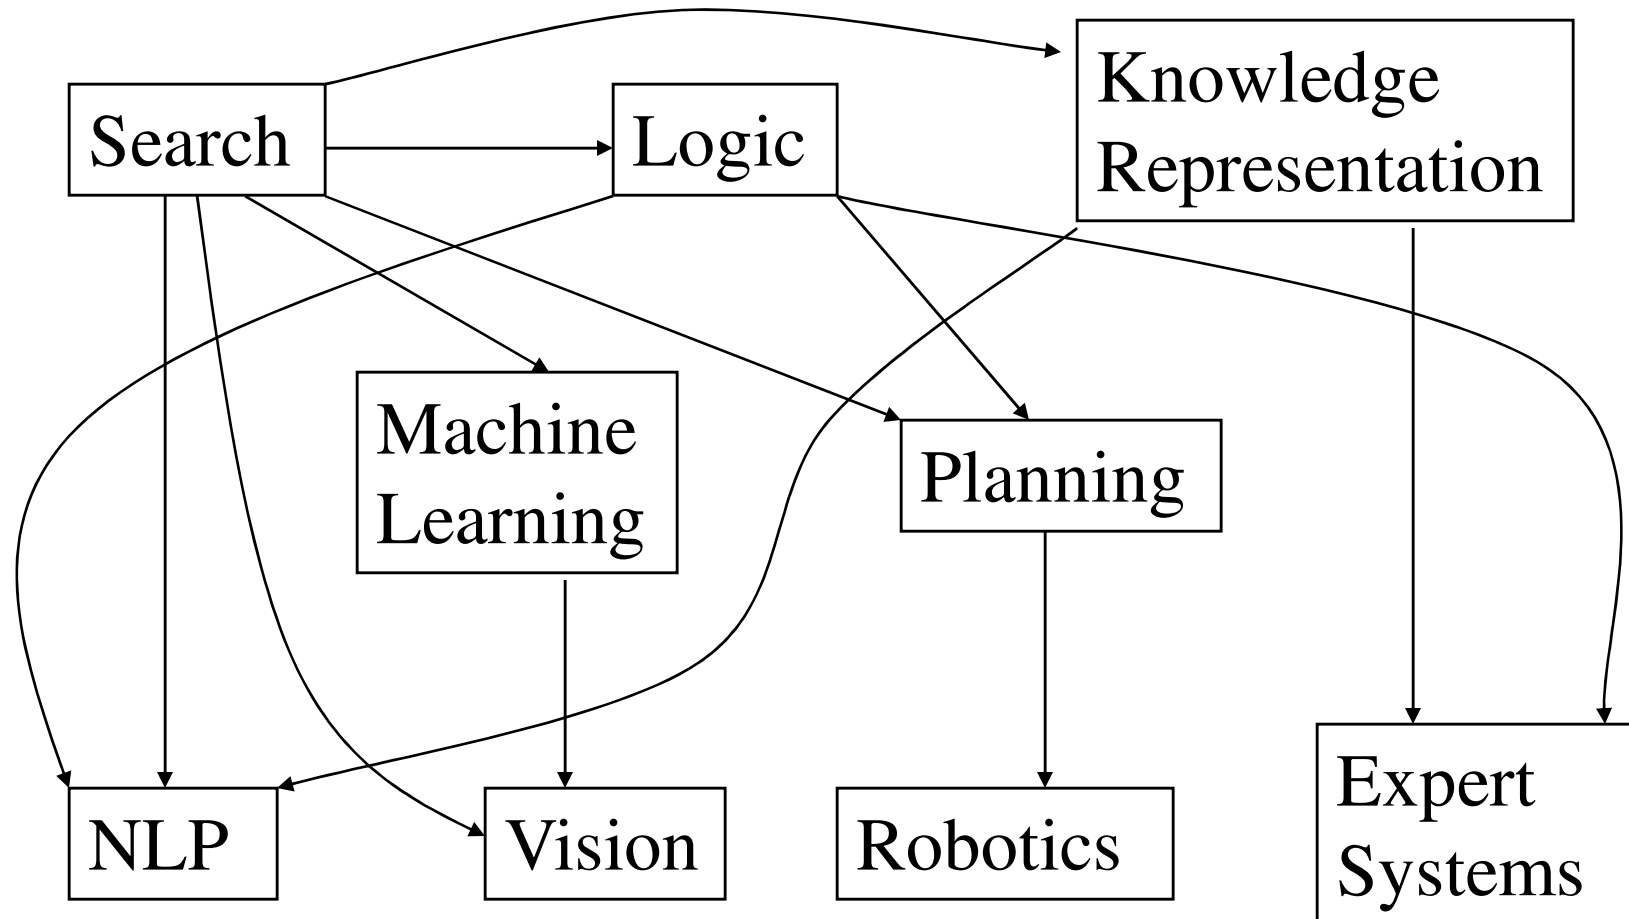 Search
Logic
Knowledge
Representation
Machine
Learning
Planning
NLP
Vision
Robotics
Expert
Systems